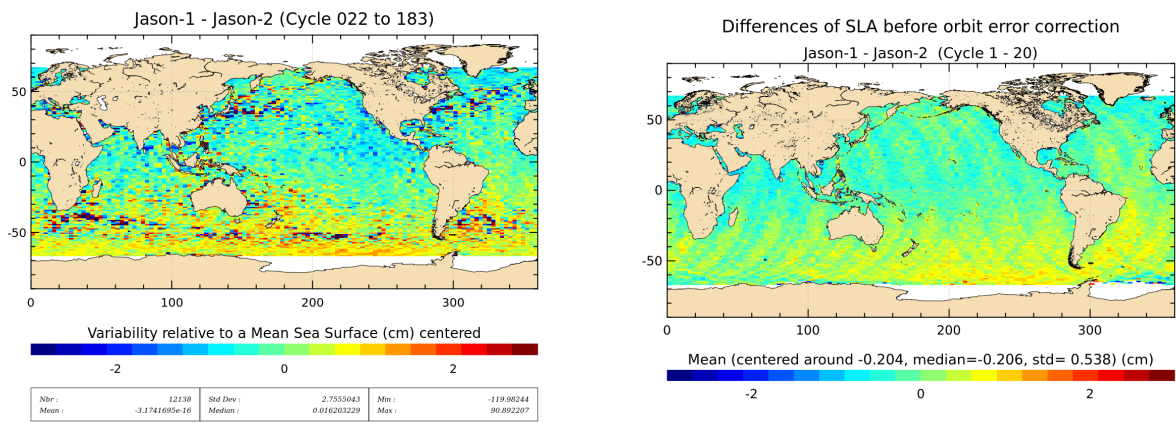 Jason-1 - Jason-2 (Cycle 022 to 183)
50
0
-50
0 100 200 300
Variability relative to a Mean Sea Surface (cm) centered
-2 0 2
Nbr : 12138 Std Dev : 2.7555043 Min : -119.98244
Mean : -3.1741695e-16 Median : 0.016203229 Max : 90.892207
Differences of SLA before orbit error correction
Jason-1 - Jason-2 (Cycle 1 - 20)
50
0
-50
0 100 200 300
Mean (centered around -0.204, median=-0.206, std= 0.538) (cm)
-2 0 2